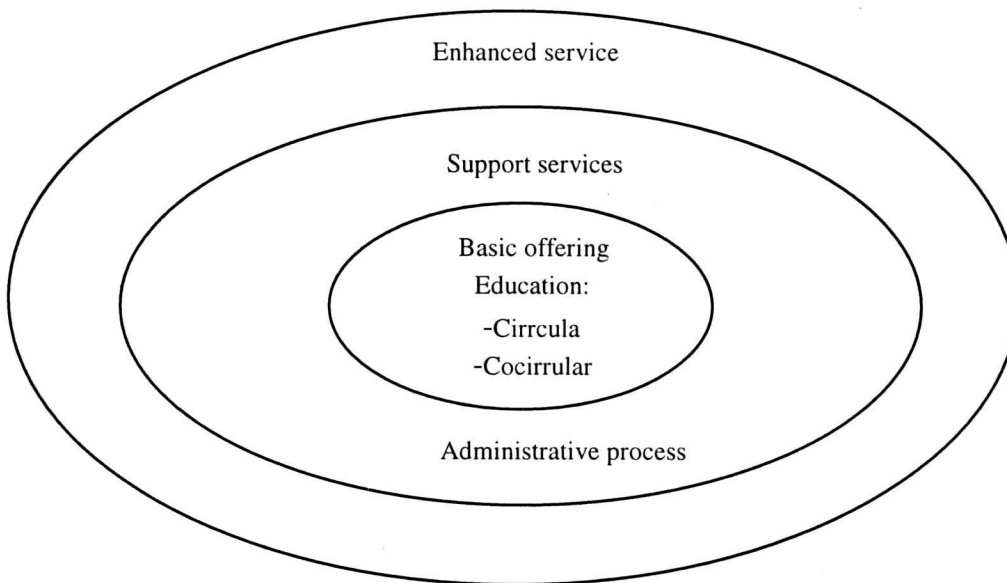 Enhanced service
Support services
Basic offering
Education:
-Cirrcula
-Cocirrular
Administrative process